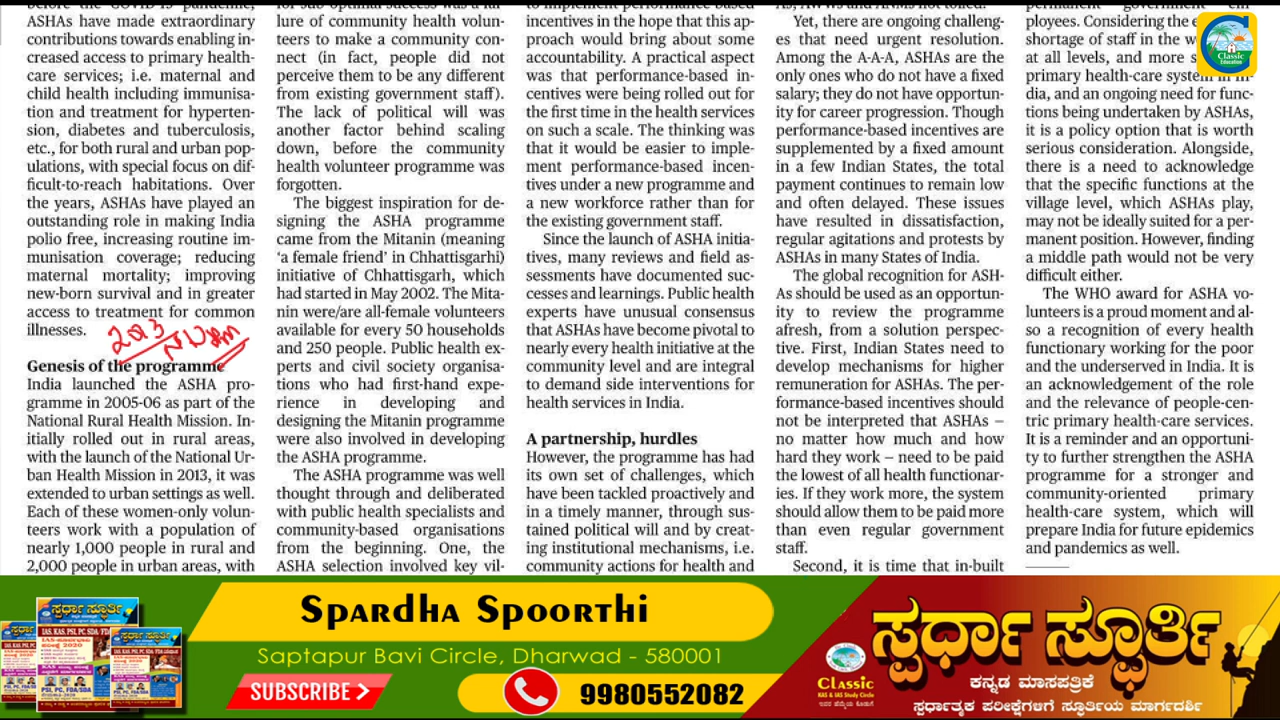 before the COVID-19 pandemic,
ASHAs have made extraordinary
contributions towards enabling in-
creased access to primary health-
care services; i.e. maternal and
child health including immunisa-
tion and treatment for hyperten-
sion, diabetes and tuberculosis,
etc., for both rural and urban pop-
ulations, with special focus on dif-
ficult-to-reach habitations. Over
the years, ASHAs have played an
outstanding role in making India
polio free, increasing routine im-
munisation coverage; reducing
maternal mortality; improving
new-born survival and in greater
access to treatment for common
illnesses.
2013
NUHM
Genesis of the programme
India launched the ASHA pro-
gramme in 2005-06 as part of the
National Rural Health Mission. In-
itially rolled out in rural areas,
with the launch of the National Ur-
ban Health Mission in 2013, it was
extended to urban settings as well.
Each of these women-only volun-
teers work with a population of
nearly 1,000 people in rural and
2,000 people in urban areas, with
for sub-optimal success was a fai-
lure of community health volun-
teers to make a community con-
nect (in fact, people did not
perceive them to be any different
from existing government staff).
The lack of political will was
another factor behind scaling
down, before the community
health volunteer programme was
forgotten.
The biggest inspiration for de-
signing the ASHA programme
came from the Mitanin (meaning
‘a female friend’ in Chhattisgarhi)
initiative of Chhattisgarh, which
had started in May 2002. The Mita-
nin were/are all-female volunteers
available for every 50 households
and 250 people. Public health ex-
perts and civil society organisa-
tions who had first-hand expe-
rience in developing and
designing the Mitanin programme
were also involved in developing
the ASHA programme.
The ASHA programme was well
thought through and deliberated
with public health specialists and
community-based organisations
from the beginning. One, the
ASHA selection involved key vil-
to implement performance-based
incentives in the hope that this ap-
proach would bring about some
accountability. A practical aspect
was that performance-based in-
centives were being rolled out for
the first time in the health services
on such a scale. The thinking was
that it would be easier to imple-
ment performance-based incen-
tives under a new programme and
a new workforce rather than for
the existing government staff.
Since the launch of ASHA initia-
tives, many reviews and field as-
sessments have documented suc-
cesses and learnings. Public health
experts have unusual consensus
that ASHAs have become pivotal to
nearly every health initiative at the
community level and are integral
to demand side interventions for
health services in India.
A partnership, hurdles
However, the programme has had
its own set of challenges, which
have been tackled proactively and
in a timely manner, through sus-
tained political will and by creat-
ing institutional mechanisms, i.e.
community actions for health and
As, AWWs and ANMs not toiled.
Yet, there are ongoing challeng-
es that need urgent resolution.
Among the A-A-A, ASHAs are the
only ones who do not have a fixed
salary; they do not have opportun-
ity for career progression. Though
performance-based incentives are
supplemented by a fixed amount
in a few Indian States, the total
payment continues to remain low
and often delayed. These issues
have resulted in dissatisfaction,
regular agitations and protests by
ASHAs in many States of India.
The global recognition for ASH-
As should be used as an opportun-
ity to review the programme
afresh, from a solution perspec-
tive. First, Indian States need to
develop mechanisms for higher
remuneration for ASHAs. The per-
formance-based incentives should
not be interpreted that ASHAs —
no matter how much and how
hard they work — need to be paid
the lowest of all health functionar-
ies. If they work more, the system
should allow them to be paid more
than even regular government
staff.
Second, it is time that in-built
permanent government em-
ployees. Considering the
shortage of staff in the
at all levels, and more
primary health-care system in In-
dia, and an ongoing need for func-
tions being undertaken by ASHAs,
it is a policy option that is worth
serious consideration. Alongside,
there is a need to acknowledge
that the specific functions at the
village level, which ASHAs play,
may not be ideally suited for a per-
manent position. However, finding
a middle path would not be very
difficult either.
The WHO award for ASHA vo-
lunteers is a proud moment and al-
so a recognition of every health
functionary working for the poor
and the underserved in India. It is
an acknowledgement of the role
and the relevance of people-cen-
tric primary health-care services.
It is a reminder and an opportuni-
ty to further strengthen the ASHA
programme for a stronger and
community-oriented primary
health-care system, which will
prepare India for future epidemics
and pandemics as well.
Classic
Education
ಸ್ಪರ್ಧಾ ಸ್ಫೂರ್ತಿ
Spardha Spoorthi
Saptapur Bavi Circle, Dharwad - 580001
SUBSCRIBE
9980552082
Classic
KAS & IAS Study Circle
ಸ್ಪರ್ಧಾ ಸ್ಫೂರ್ತಿ
ಕನ್ನಡ ಮಾಸಪತ್ರಿಕೆ
ಸ್ಪರ್ಧಾತ್ಮಕ ಪರೀಕ್ಷೆಗಳಿಗೆ ಸ್ಫೂರ್ತಿಯ ಮಾರ್ಗದರ್ಶಿ